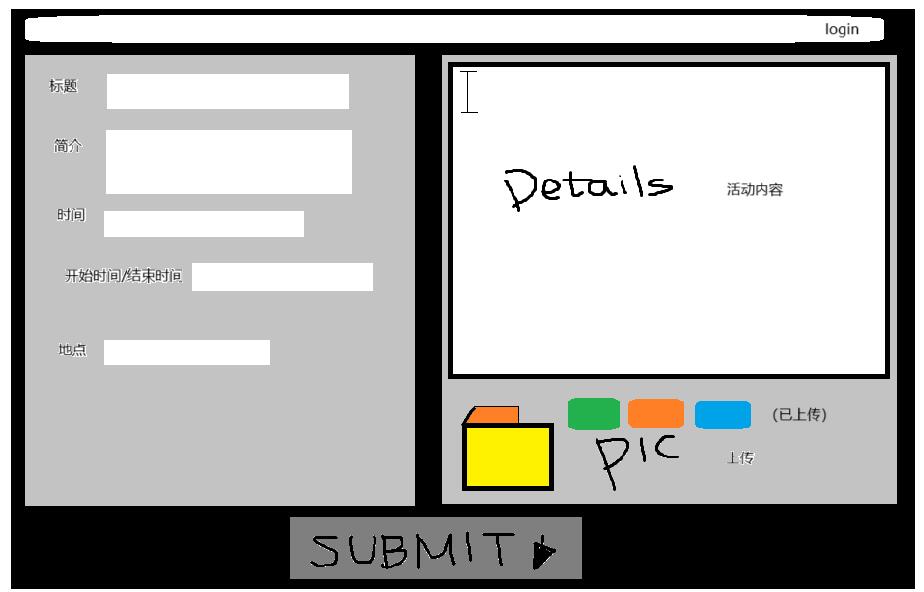 login
标题
简介
时间
开始时间/结束时间
地点
Details 活动内容
(已上传)
PIC 上传
SUBMIT